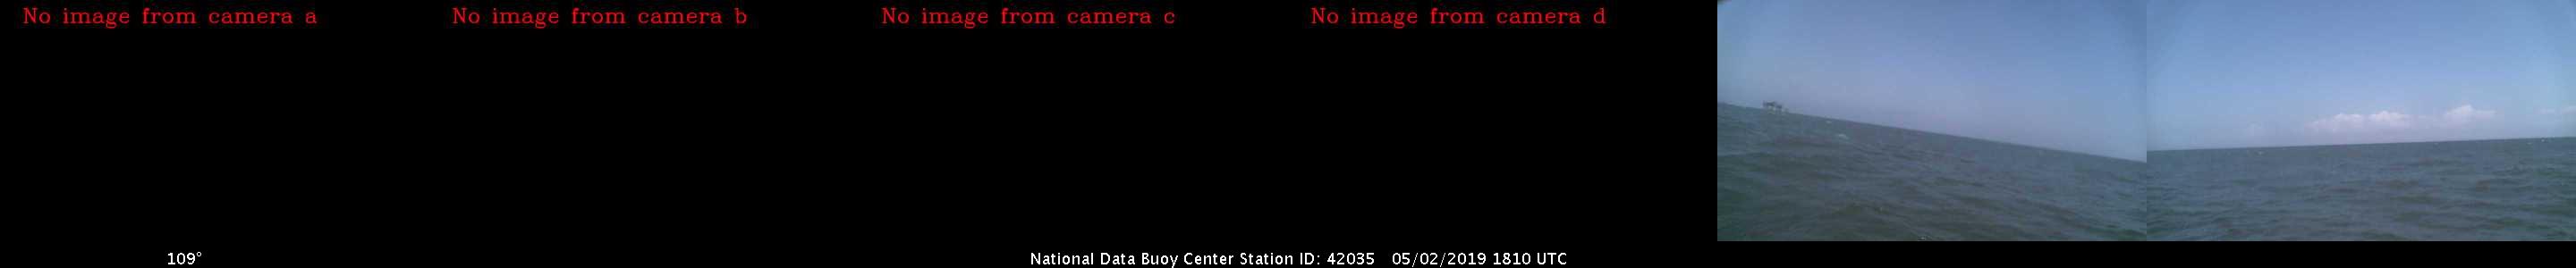 No image from camera a
No image from camera b
No image from camera c
No image from camera d
109°
National Data Buoy Center Station ID: 42035 05/02/2019 1810 UTC